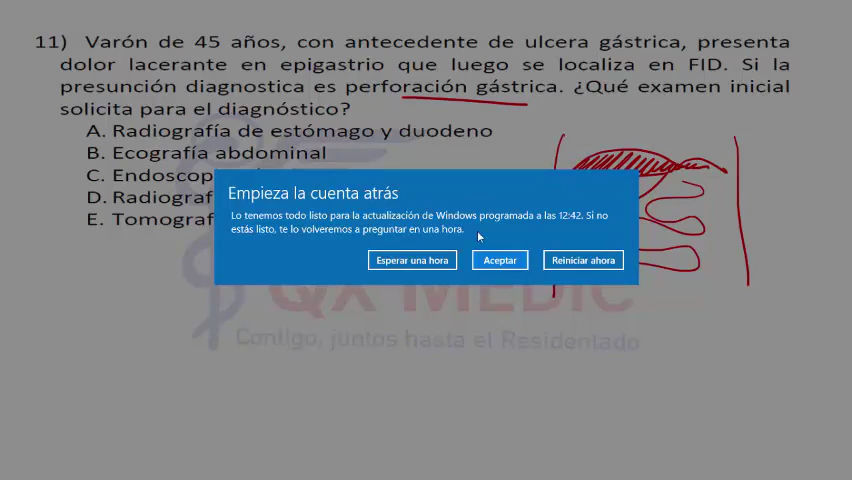 11) Varón de 45 años, con antecedente de ulcera gástrica, presenta
dolor lacerante en epigastrio que luego se localiza en FID. Si la
presunción diagnostica es perforación gástrica. ¿Qué examen inicial
solicita para el diagnóstico?
A. Radiografía de estómago y duodeno
B. Ecografía abdominal
C. Endoscop
D. Radiograf
E. Tomograf
Empieza la cuenta atrás
Lo tenemos todo listo para la actualización de Windows programada a las 12:42. Si no
estás listo, te lo volveremos a preguntar en una hora.
Esperar una hora
Aceptar
Reiniciar ahora
QX MEDIC
Contigo, juntos hasta el Residentado